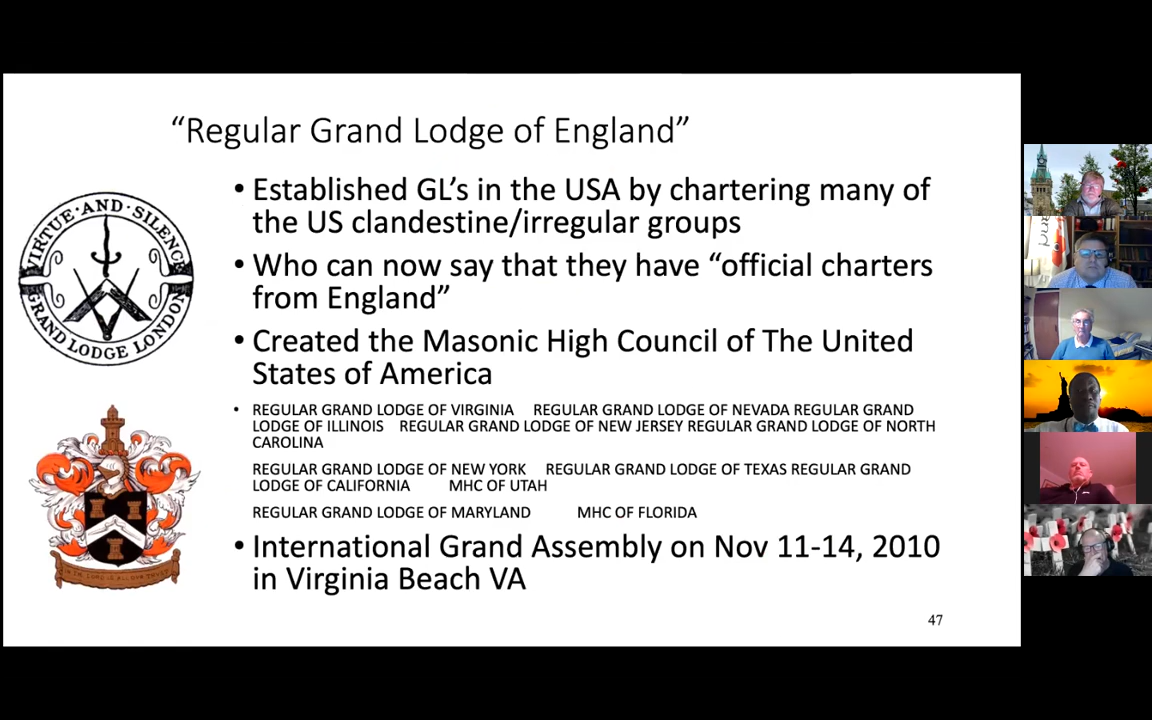 “Regular Grand Lodge of England”
VIRTUE·AND·SILENCE
GRAND LODGE LONDON
• Established GL’s in the USA by chartering many of
the US clandestine/irregular groups
• Who can now say that they have “official charters
from England”
• Created the Masonic High Council of The United
States of America
• REGULAR GRAND LODGE OF VIRGINIA REGULAR GRAND LODGE OF NEVADA REGULAR GRAND
LODGE OF ILLINOIS REGULAR GRAND LODGE OF NEW JERSEY REGULAR GRAND LODGE OF NORTH
CAROLINA
REGULAR GRAND LODGE OF NEW YORK REGULAR GRAND LODGE OF TEXAS REGULAR GRAND
LODGE OF CALIFORNIA MHC OF UTAH
REGULAR GRAND LODGE OF MARYLAND MHC OF FLORIDA
• International Grand Assembly on Nov 11-14, 2010
in Virginia Beach VA
47